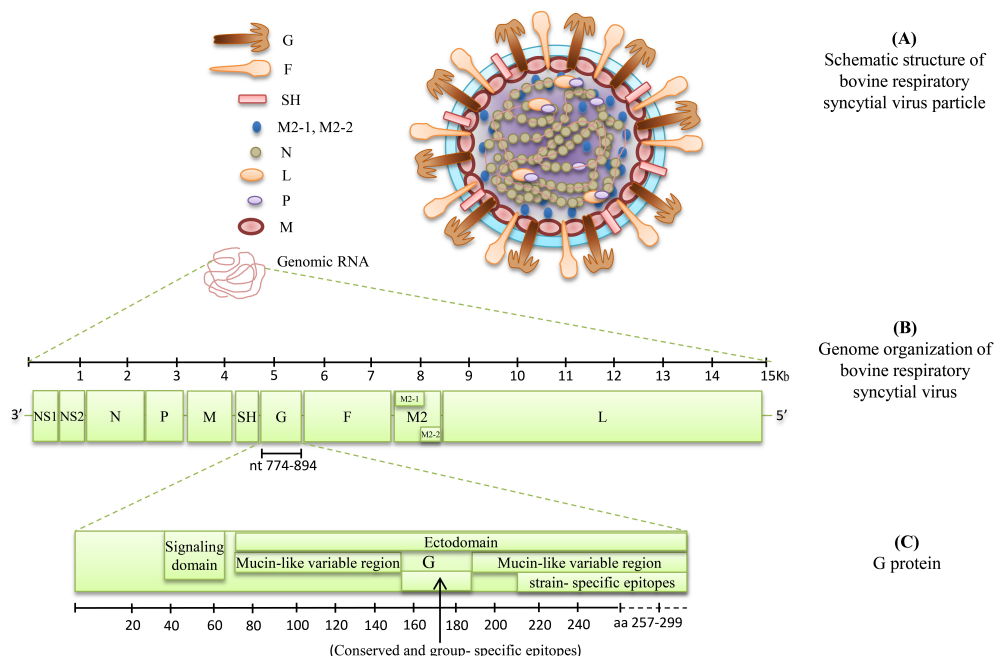 G
F
SH
M2-1, M2-2
N
L
P
M
Genomic RNA
(A)
Schematic structure of
bovine respiratory
syncytial virus particle
1 2 3 4 5 6 7 8 9 10 11 12 13 14 15Kb
3′ NS1 NS2 N P M SH G F M2-1 M2 M2-2 L 5′
nt 774-894
(B)
Genome organization of
bovine respiratory
syncytial virus
Signaling
domain
Ectodomain
Mucin-like variable region G Mucin-like variable region
strain- specific epitopes
20 40 60 80 100 120 140 160 180 200 220 240 aa 257-299
(Conserved and group- specific epitopes)
(C)
G protein